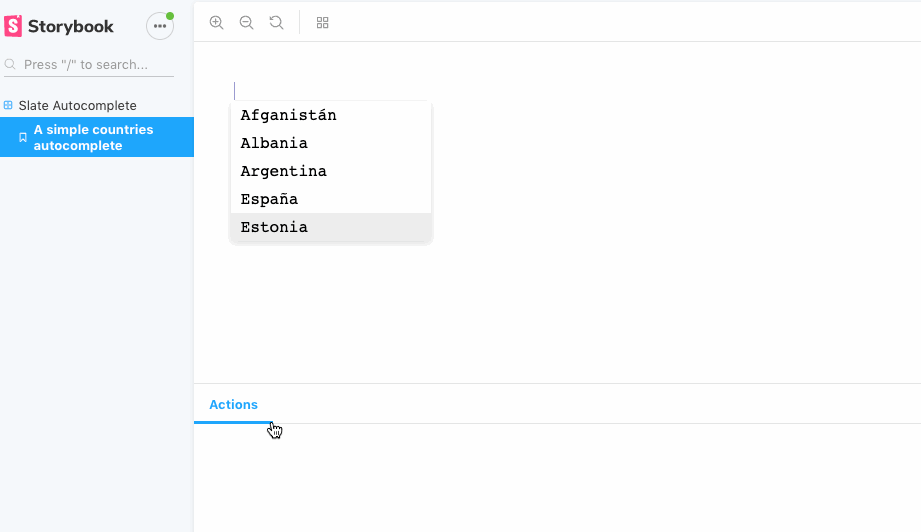 Storybook
Press "/" to search...
Slate Autocomplete
A simple countries
autocomplete
Afganistán
Albania
Argentina
España
Estonia
Actions